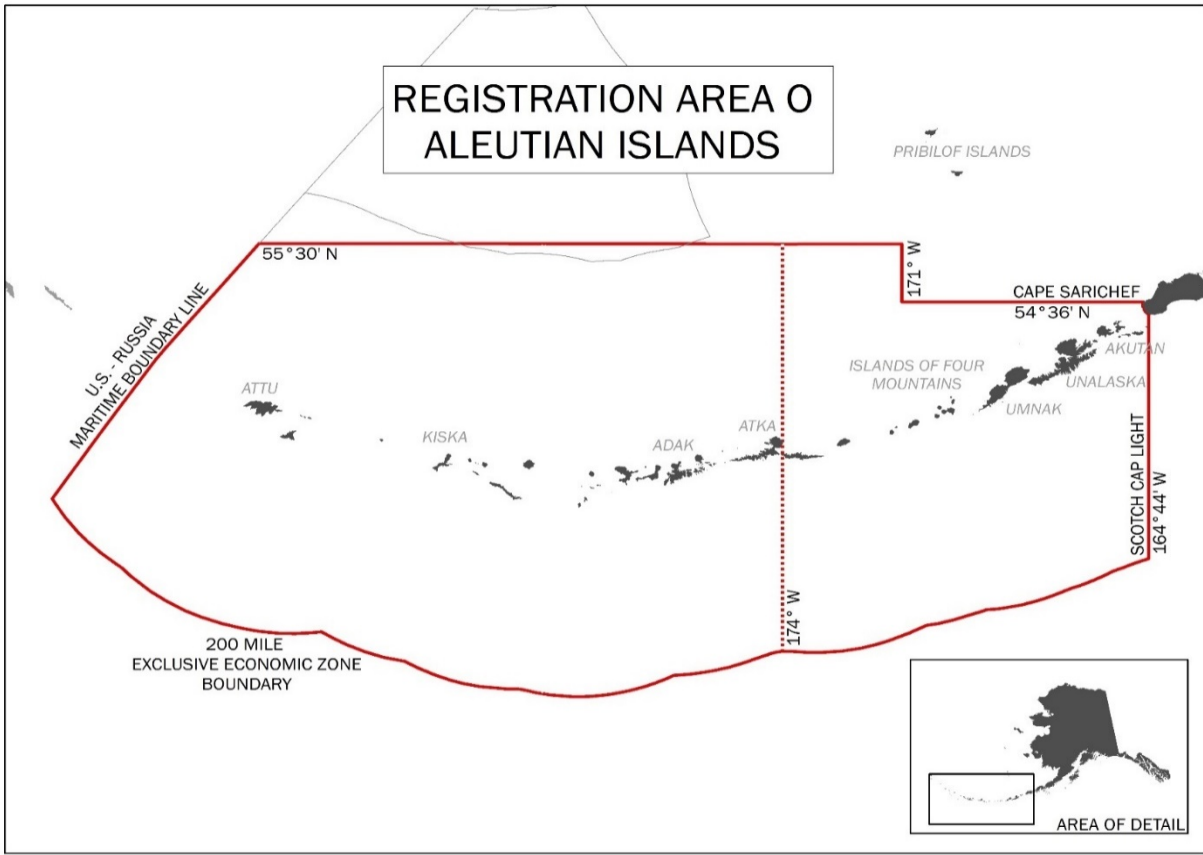 REGISTRATION AREA O
ALEUTIAN ISLANDS
PRIBILOF ISLANDS
55°30' N
171° W
CAPE SARICHEF
54°36' N
U.S. - RUSSIA
MARITIME BOUNDARY LINE
AKUTAN
ISLANDS OF FOUR
MOUNTAINS
UNALASKA
UMNAK
ATTU
KISKA
ADAK
ATKA
SCOTCH CAP LIGHT
164°44' W
174° W
200 MILE
EXCLUSIVE ECONOMIC ZONE
BOUNDARY
AREA OF DETAIL